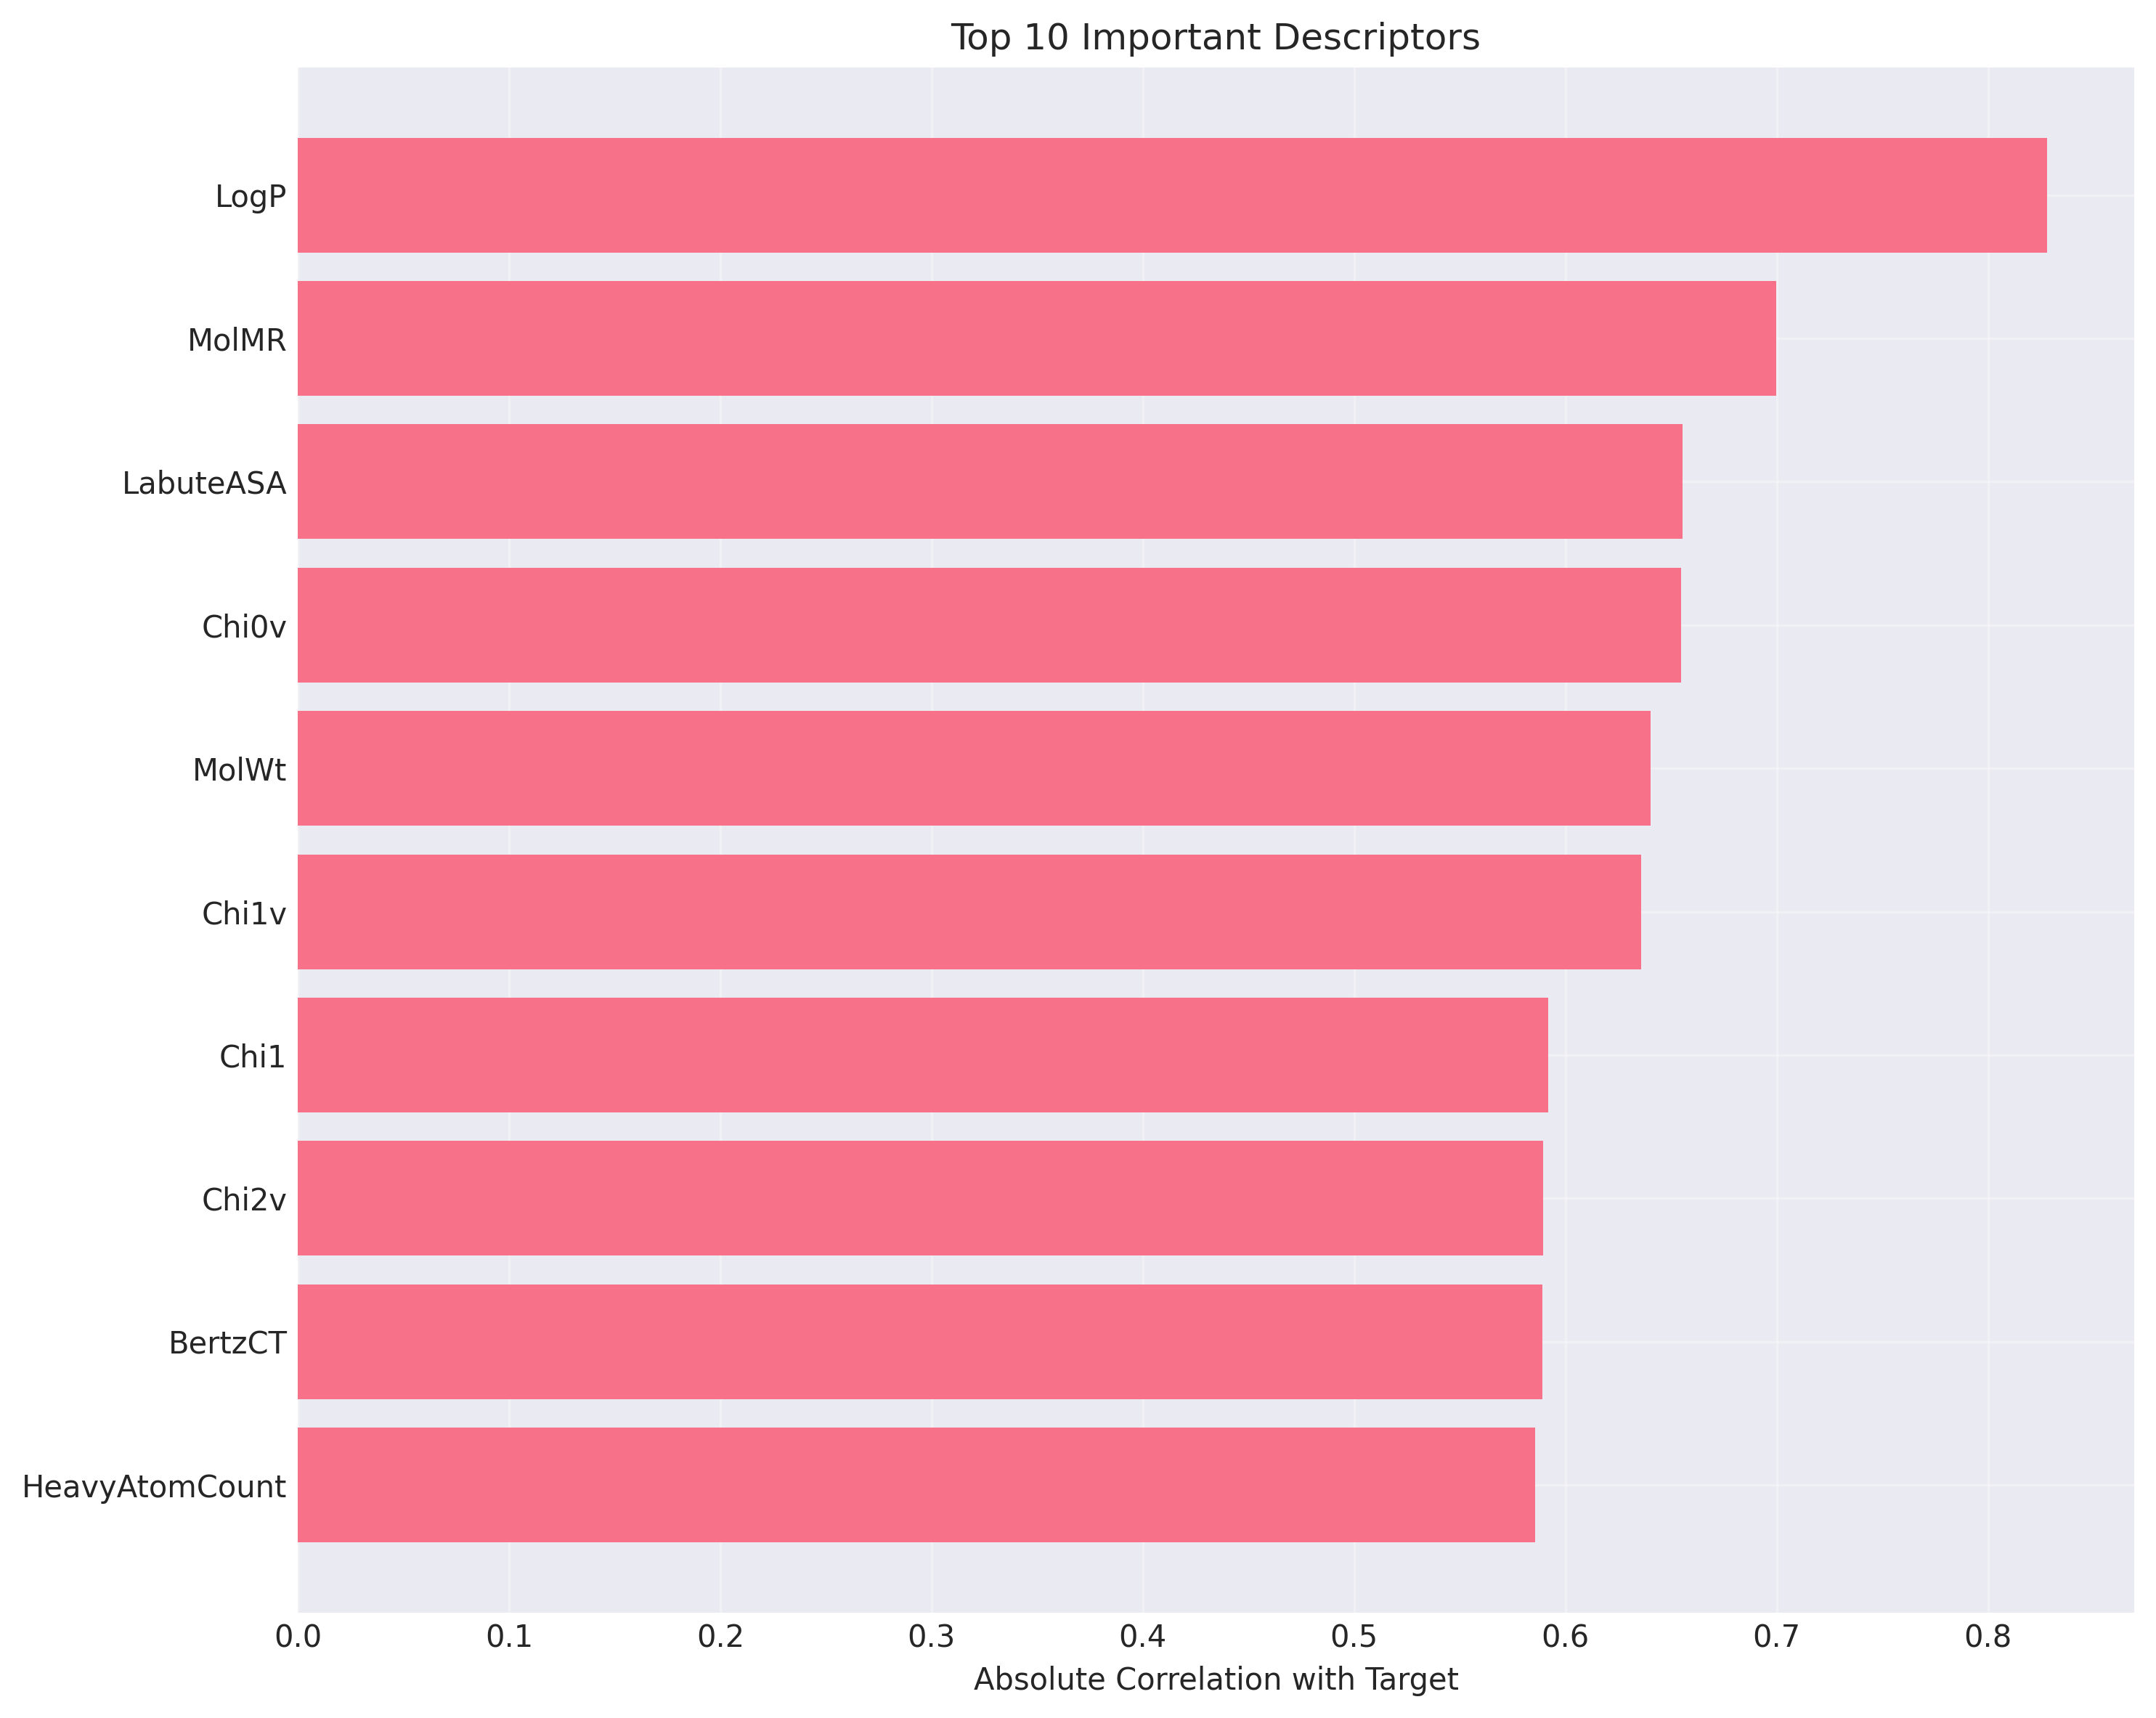 Top 10 Important Descriptors
LogP
MolMR
LabuteASA
Chi0v
MolWt
Chi1v
Chi1
Chi2v
BertzCT
HeavyAtomCount
0.0 0.1 0.2 0.3 0.4 0.5 0.6 0.7 0.8
Absolute Correlation with Target